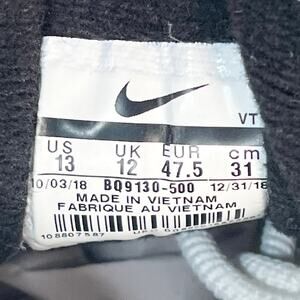 VT
US UK EUR cm
13 12 47.5 31
10/03/18 BQ9130-500 12/31/18
MADE IN VIETNAM
FABRIQUE AU VIETNAM
108807587